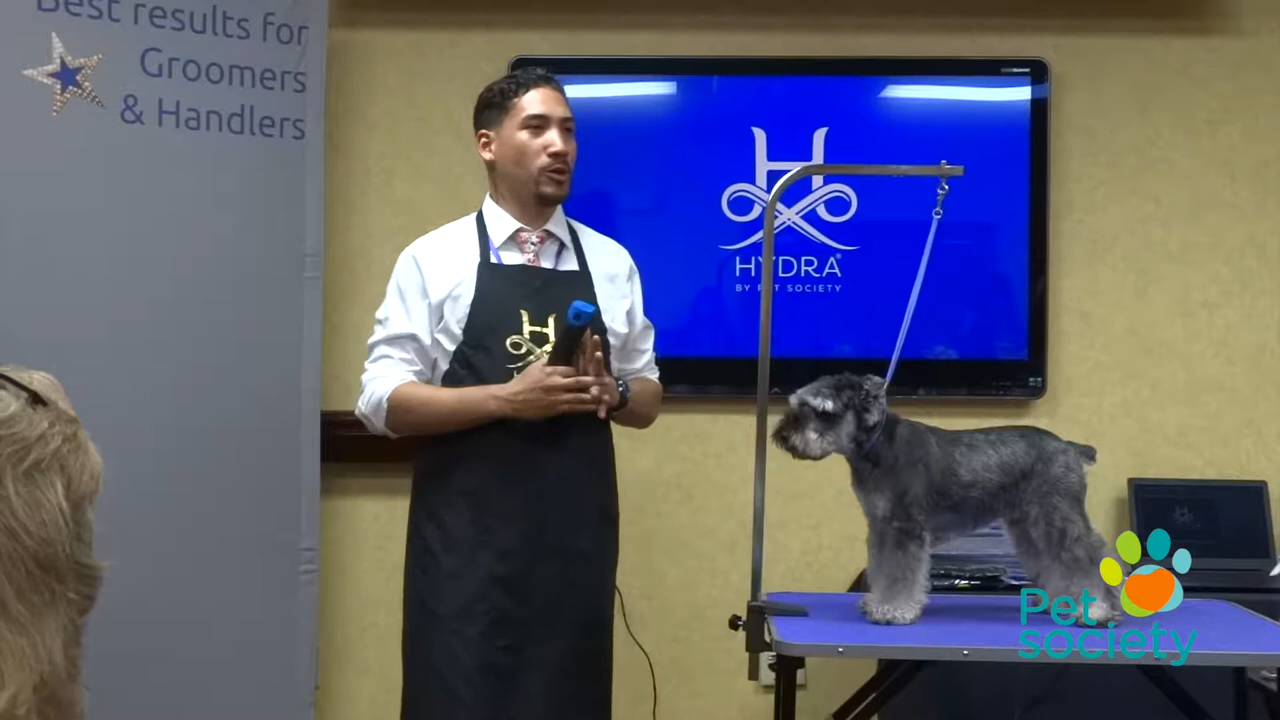 Best results for
Groomers
& Handlers
HYDRA®
BY PET SOCIETY
Pet
society